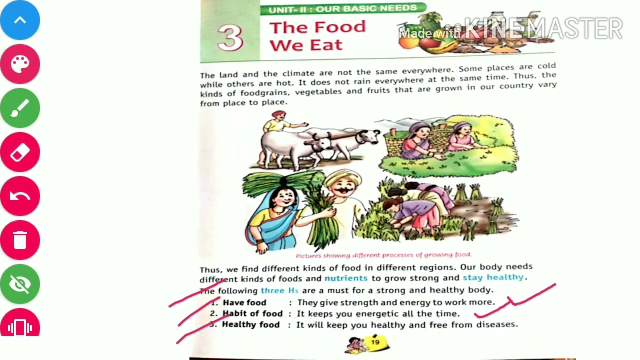 UNIT- II : OUR BASIC NEEDS
3
The Food
We Eat
Made with KINEMASTER
The land and the climate are not the same everywhere. Some places are cold
while others are hot. It does not rain everywhere at the same time. Thus, the
kinds of foodgrains, vegetables and fruits that are grown in our country vary
from place to place.
Pictures showing different processes of growing food.
Thus, we find different kinds of food in different regions. Our body needs
different kinds of foods and nutrients to grow strong and stay healthy.
The following three Hs are a must for a strong and healthy body.
1. Have food : They give strength and energy to work more.
2. Habit of food : It keeps you energetic all the time.
3. Healthy food : It will keep you healthy and free from diseases.
19